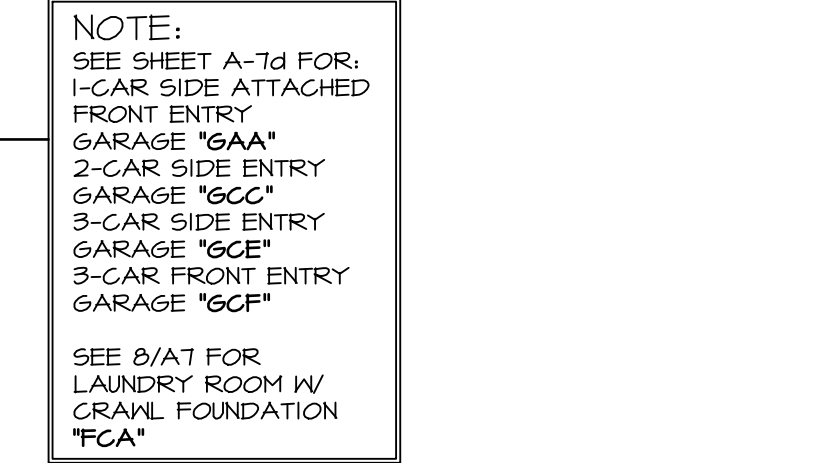 NOTE:
SEE SHEET A-7d FOR:
1-CAR SIDE ATTACHED
FRONT ENTRY
GARAGE "GAA"
2-CAR SIDE ENTRY
GARAGE "GCC"
3-CAR SIDE ENTRY
GARAGE "GCE"
3-CAR FRONT ENTRY
GARAGE "GCF"
SEE 8/A7 FOR
LAUNDRY ROOM W/
CRAWL FOUNDATION
"FCA"